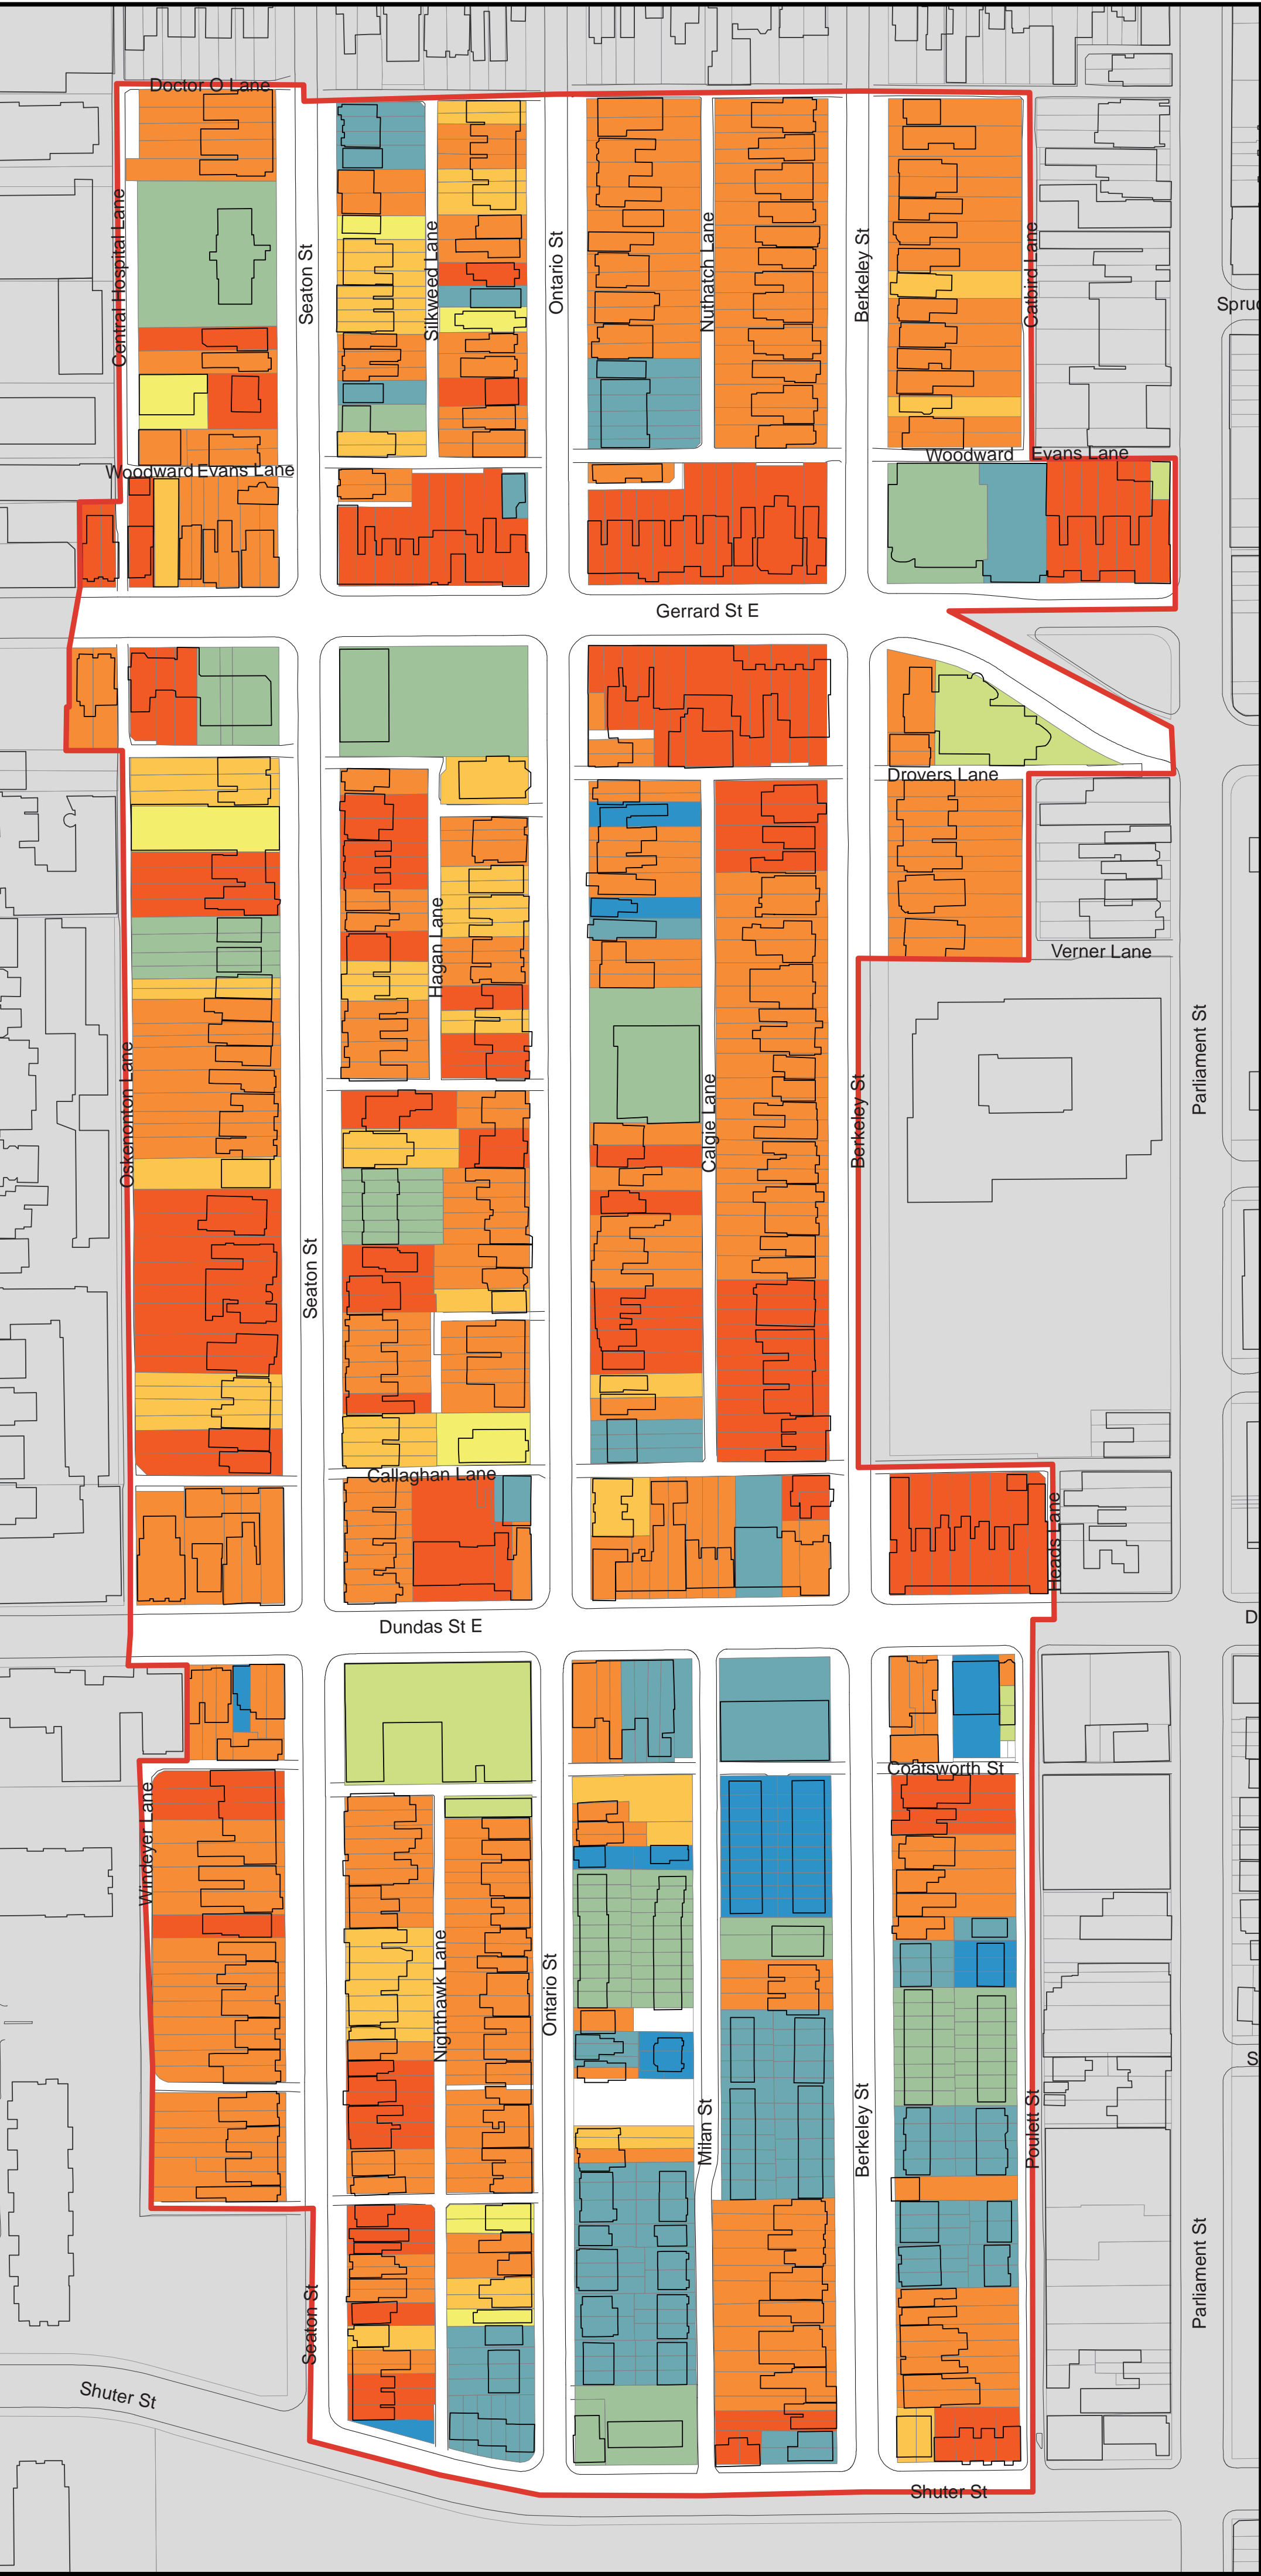 Doctor O Lane
Central Hospital Lane
Seaton St
Silkweed Lane
Ontario St
Nuthatch Lane
Berkeley St
Catbird Lane
Spruc
Woodward Evans Lane
Woodward Evans Lane
Gerrard St E
Drovers Lane
Hagan Lane
Verner Lane
Oskenonton Lane
Calgie Lane
Berkeley St
Parliament St
Seaton St
Callaghan Lane
Heads Lane
Dundas St E
D
Coatsworth St
Windeyer Lane
Nighthawk Lane
Ontario St
S
Milan St
Berkeley St
Poulett St
Parliament St
Seaton St
Shuter St
Shuter St